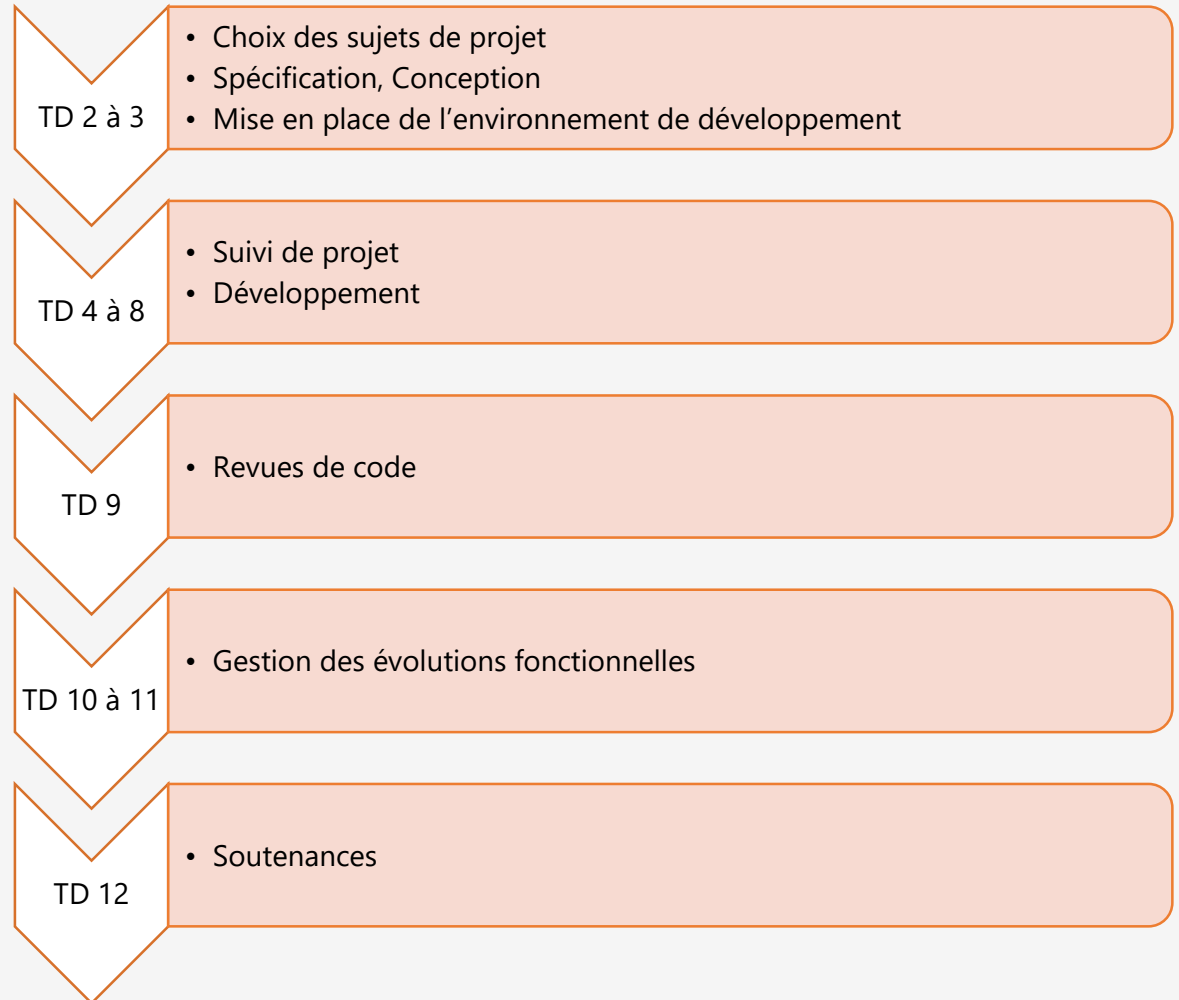 TD 2 à 3
• Choix des sujets de projet
• Spécification, Conception
• Mise en place de l’environnement de développement
TD 4 à 8
• Suivi de projet
• Développement
TD 9
• Revues de code
TD 10 à 11
• Gestion des évolutions fonctionnelles
TD 12
• Soutenances